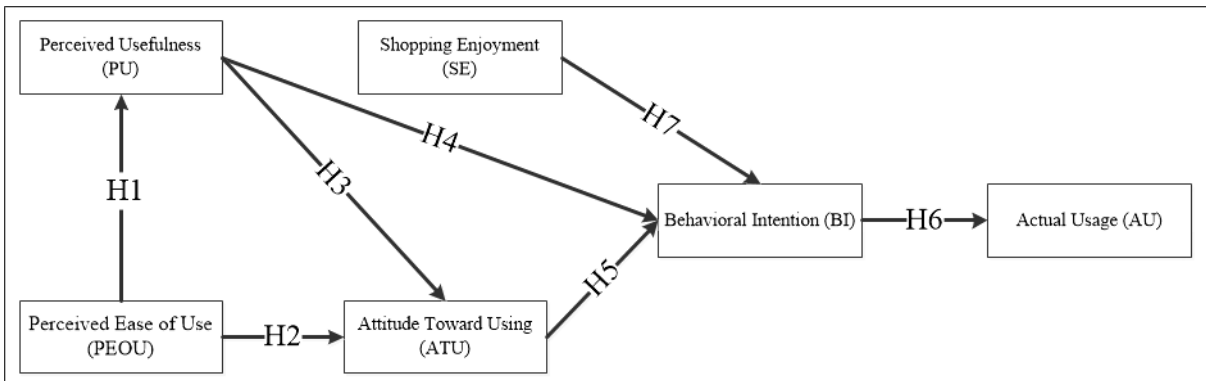 Perceived Usefulness
(PU)
Shopping Enjoyment
(SE)
H7
H4
H3
H1
Behavioral Intention (BI)
H6
Actual Usage (AU)
H5
Perceived Ease of Use
(PEOU)
H2
Attitude Toward Using
(ATU)